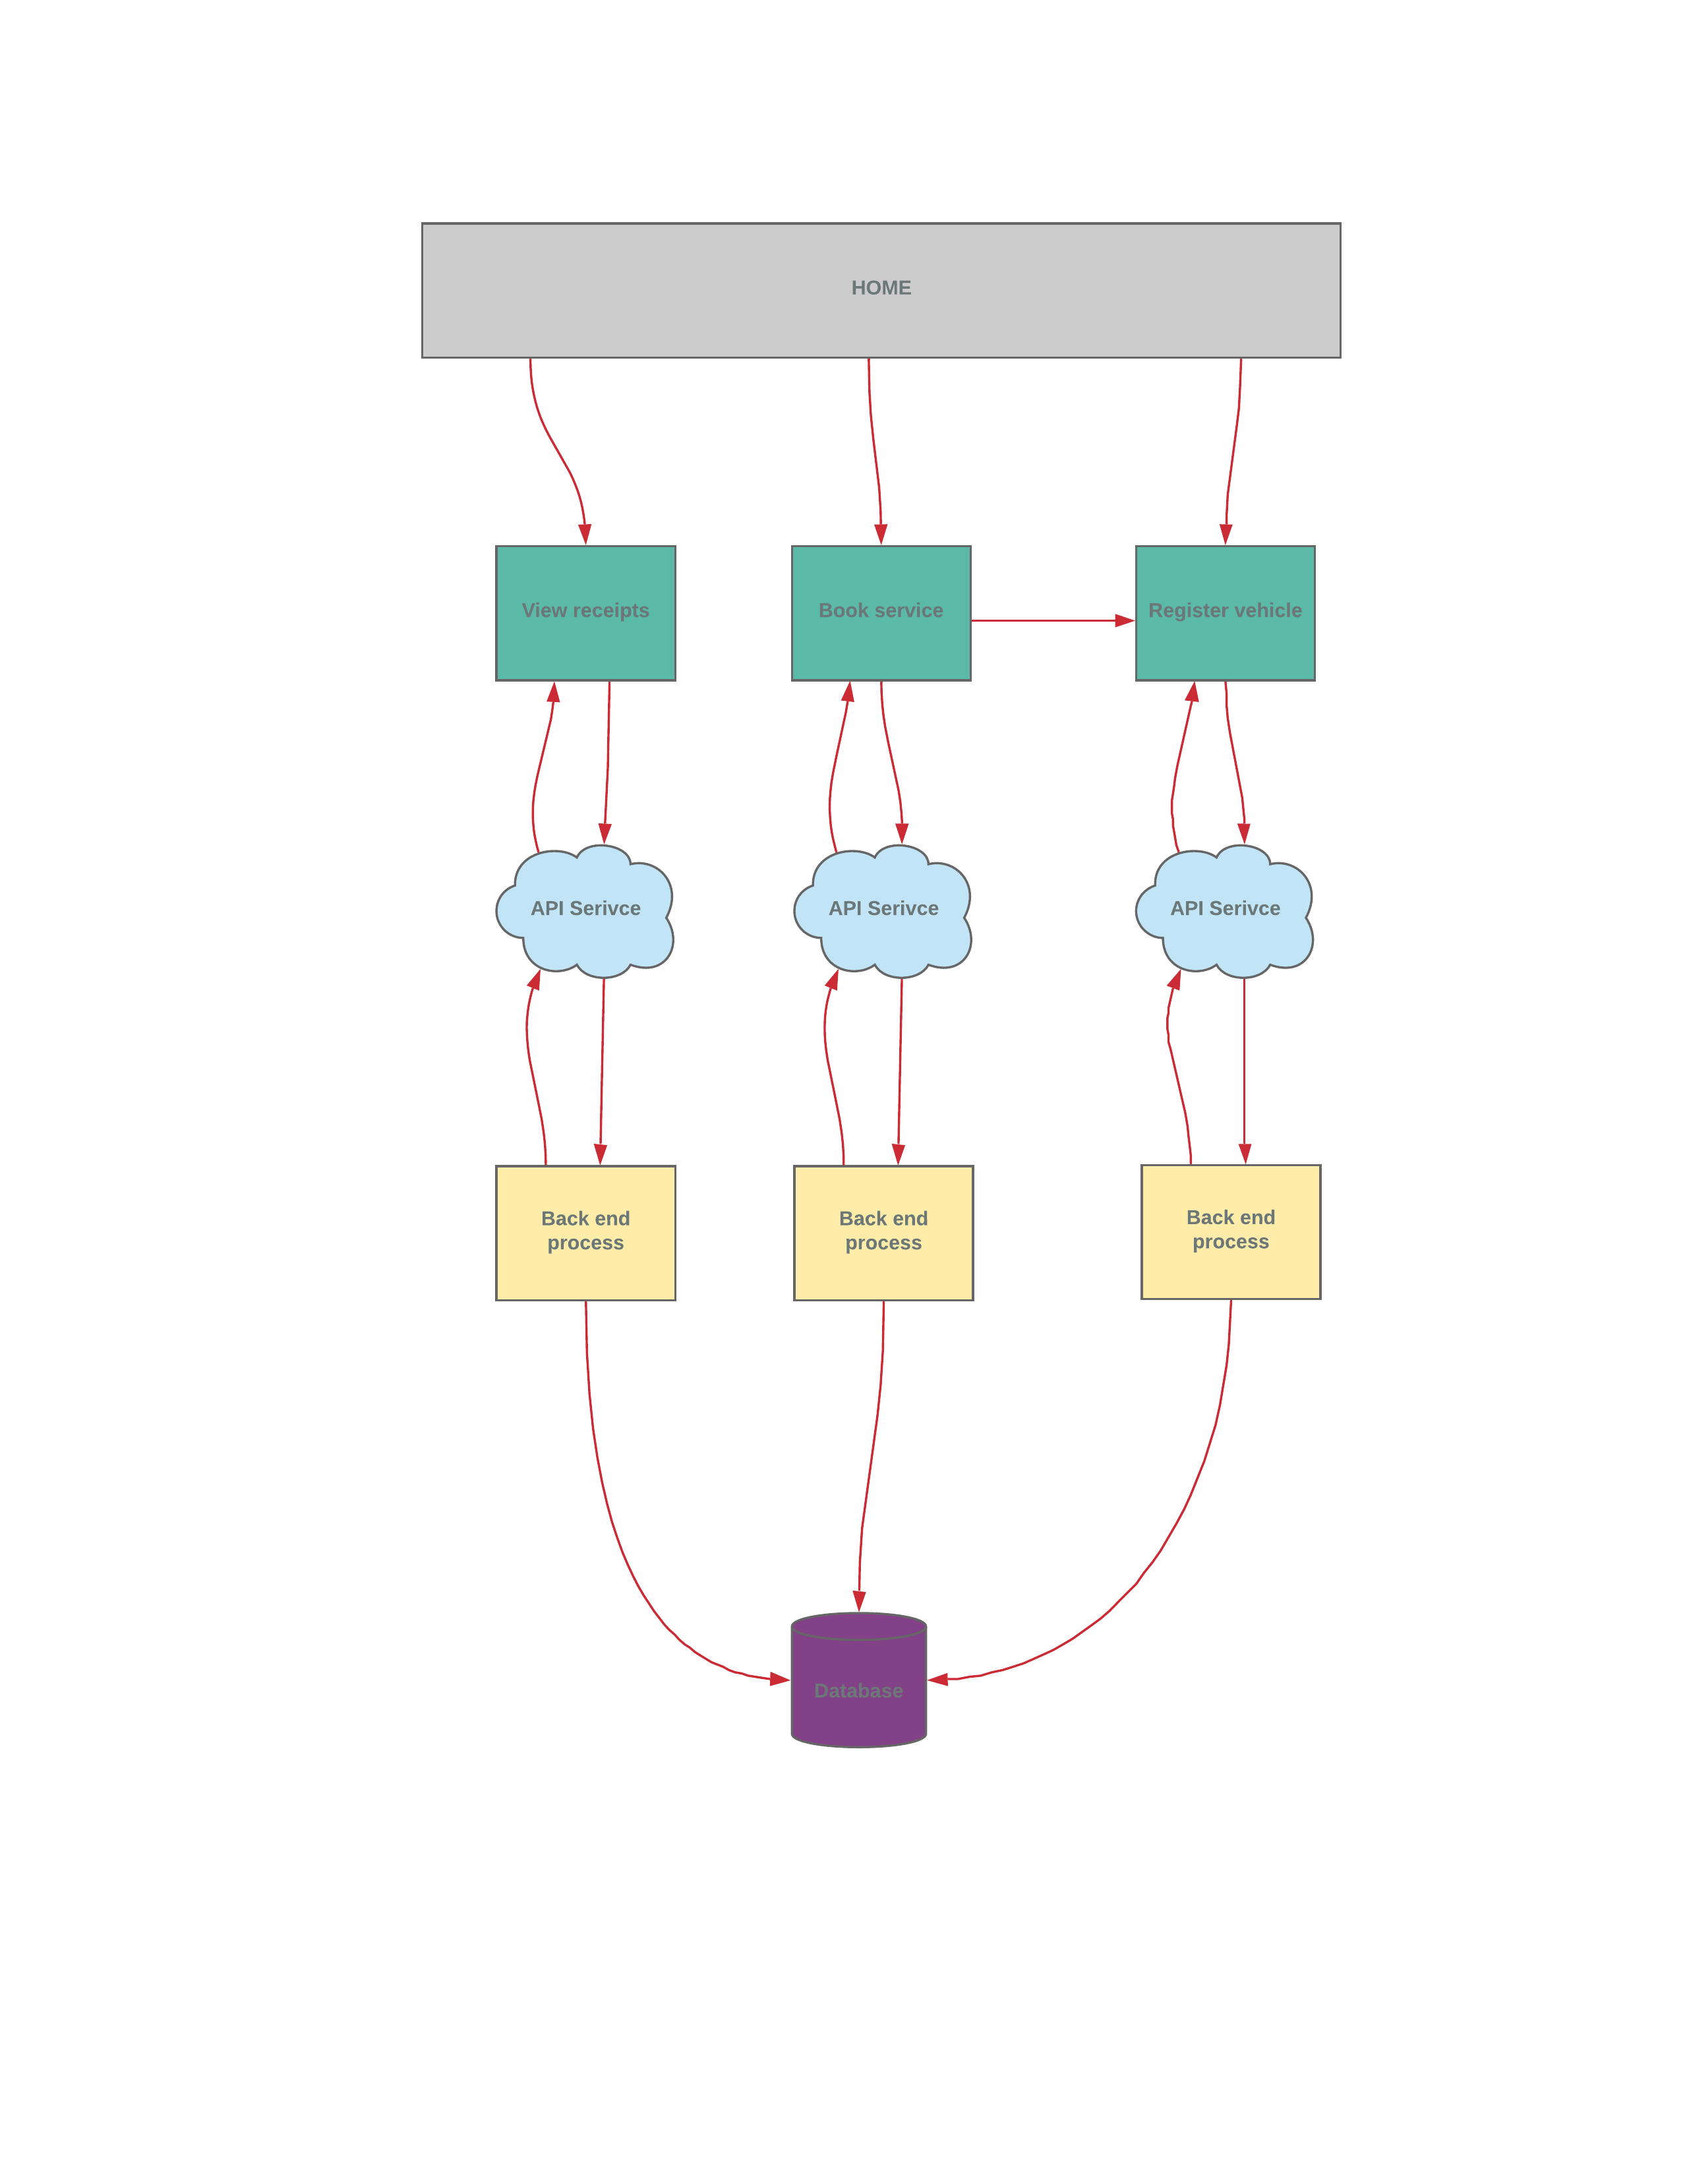 HOME
View receipts
Book service
Register vehicle
API Serivce
API Serivce
API Serivce
Back end
process
Back end
process
Back end
process
Database